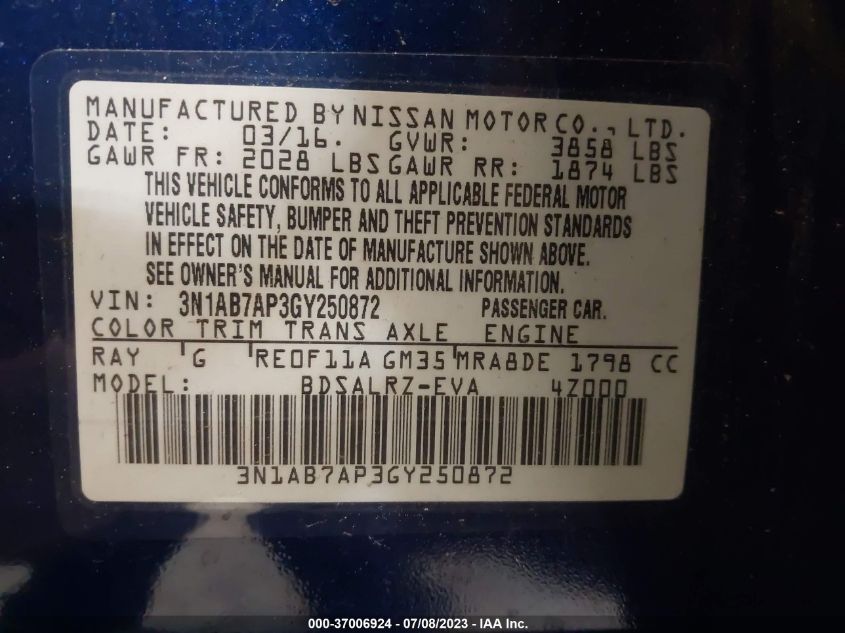 MANUFACTURED BY NISSAN MOTOR CO., LTD.
DATE: 03/16. GVWR: 3858 LBS
GAWR FR: 2028 LBS GAWR RR: 1874 LBS
THIS VEHICLE CONFORMS TO ALL APPLICABLE FEDERAL MOTOR
VEHICLE SAFETY, BUMPER AND THEFT PREVENTION STANDARDS
IN EFFECT ON THE DATE OF MANUFACTURE SHOWN ABOVE.
SEE OWNER'S MANUAL FOR ADDITIONAL INFORMATION.
VIN: 3N1AB7AP3GY250872 PASSENGER CAR.
COLOR TRIM TRANS AXLE ENGINE
RAY G RE0F11A GM35 MRA8DE 1798 CC
MODEL: BDSALRZ-EVA 4Z000
3N1AB7AP3GY250872
000-37006924 - 07/08/2023 - IAA Inc.